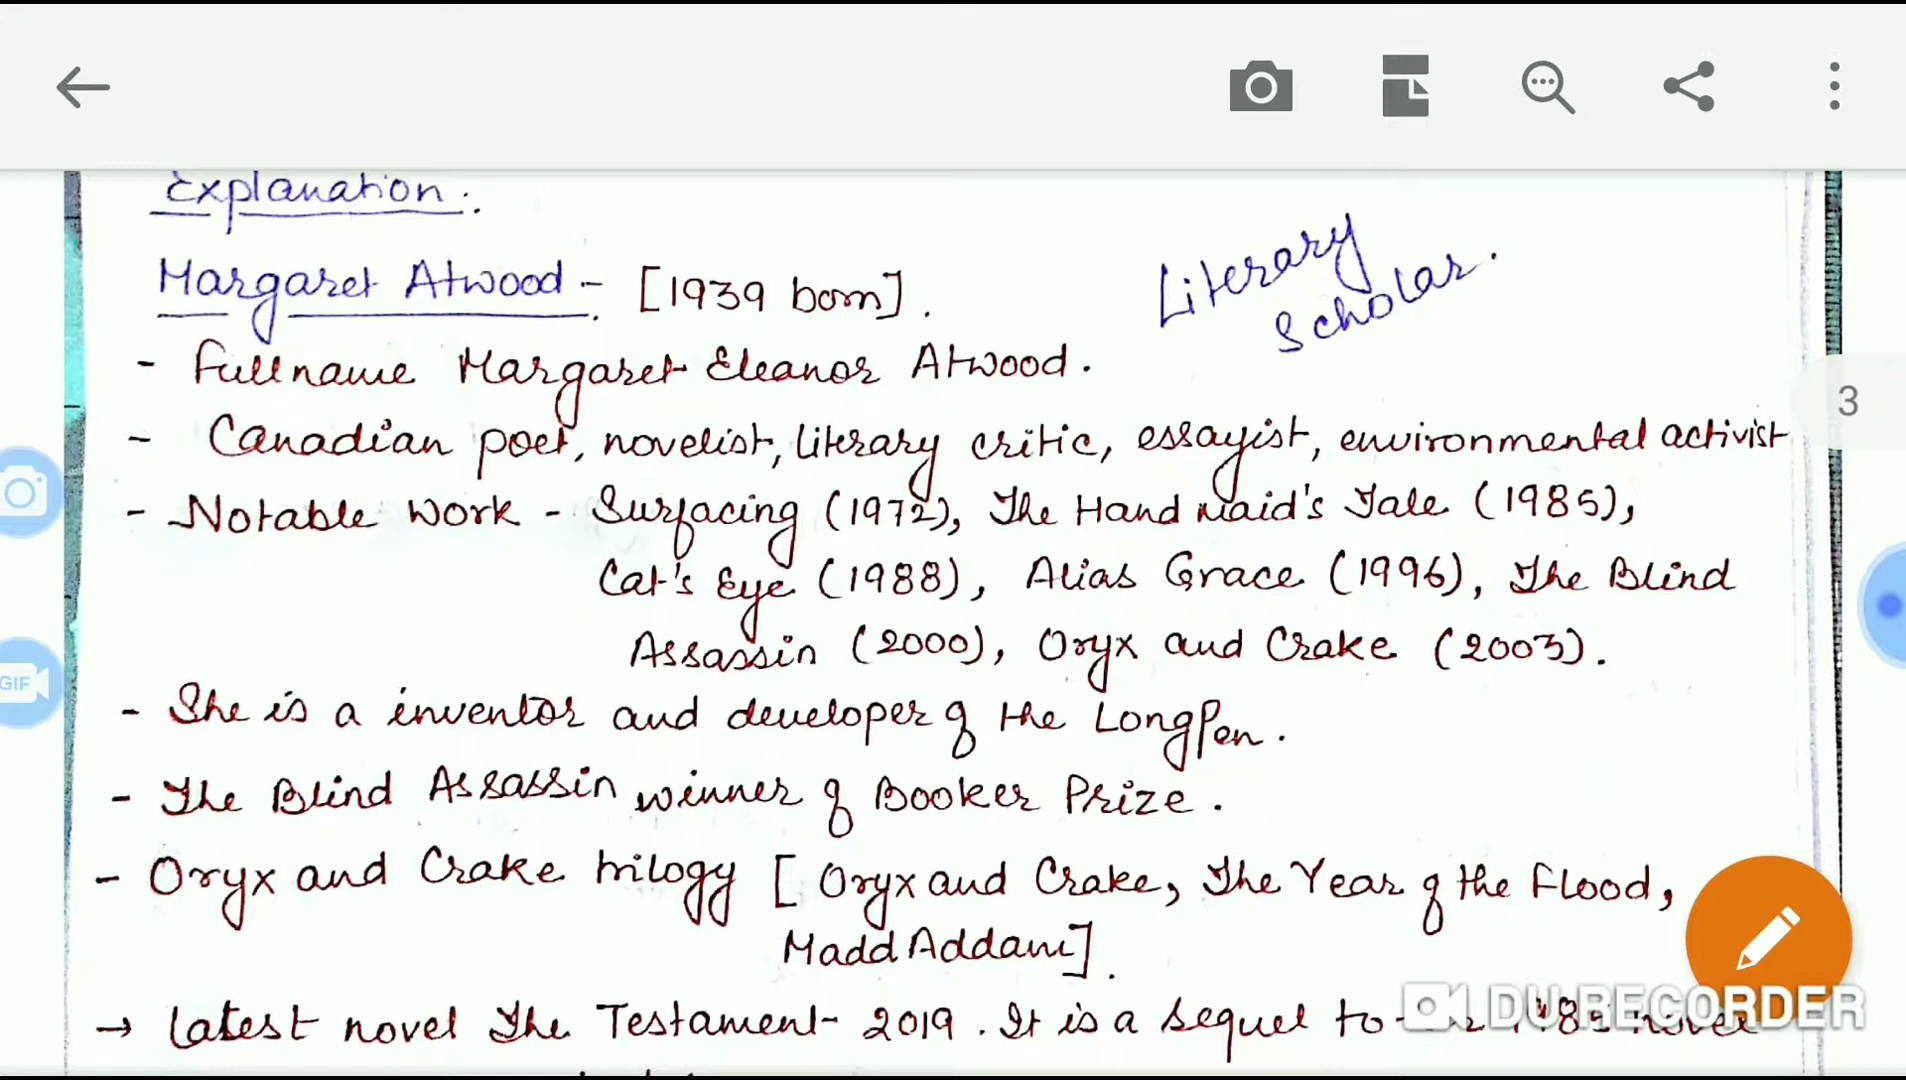 Explanation:
Margaret Atwood - [1939 born].
Literary
Scholar.
- Full name Margaret Eleanor Atwood.
3
- Canadian poet, novelist, literary critic, essayist, environmental activist
- Notable Work - Surfacing (1972), The Handmaid's Tale (1985),
Cat's Eye (1988), Alias Grace (1996), The Blind
Assassin (2000), Oryx and Crake (2003).
GIF
- She is a inventor and developer of the LongPen.
- The Blind Assassin winner of Booker Prize.
- Oryx and Crake trilogy [Oryx and Crake, The Year of the Flood,
MaddAddam].
→ latest novel The Testament - 2019. It is a sequel to novel
DU RECORDER